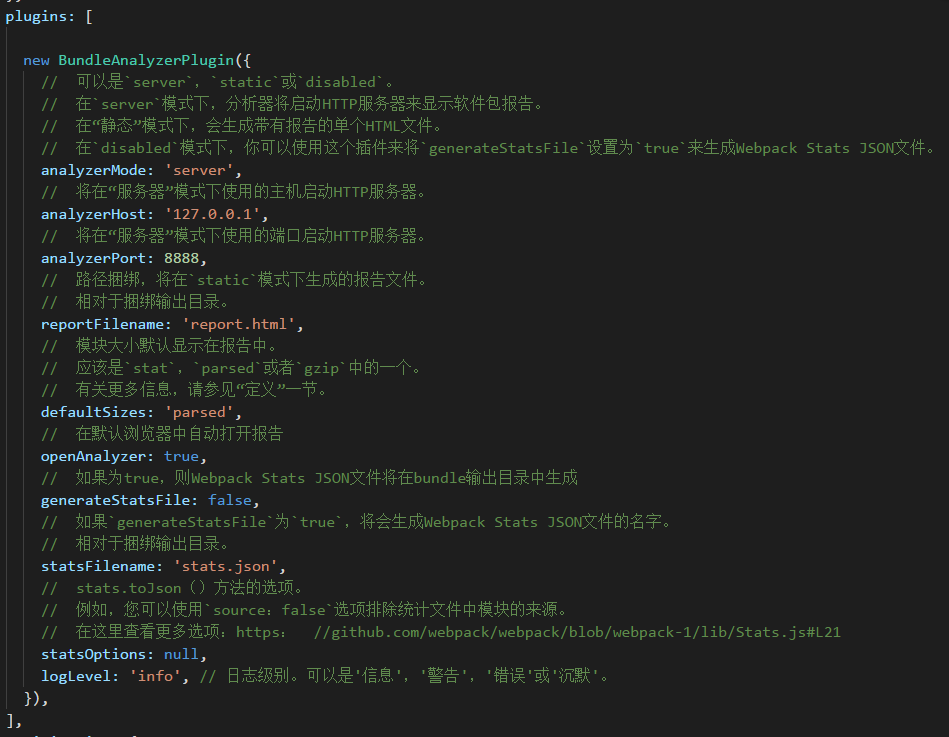 plugins: [
new BundleAnalyzerPlugin({
// 可以是`server`，`static`或`disabled`。
// 在`server`模式下，分析器将启动HTTP服务器来显示软件包报告。
// 在“静态”模式下，会生成带有报告的单个HTML文件。
// 在`disabled`模式下，你可以使用这个插件来将`generateStatsFile`设置为`true`来生成Webpack Stats JSON文件。
analyzerMode: 'server',
// 将在“服务器”模式下使用的主机启动HTTP服务器。
analyzerHost: '127.0.0.1',
// 将在“服务器”模式下使用的端口启动HTTP服务器。
analyzerPort: 8888,
// 路径捆绑，将在`static`模式下生成的报告文件。
// 相对于捆绑输出目录。
reportFilename: 'report.html',
// 模块大小默认显示在报告中。
// 应该是`stat`，`parsed`或者`gzip`中的一个。
// 有关更多信息，请参见“定义”一节。
defaultSizes: 'parsed',
// 在默认浏览器中自动打开报告
openAnalyzer: true,
// 如果为true，则Webpack Stats JSON文件将在bundle输出目录中生成
generateStatsFile: false,
// 如果`generateStatsFile`为`true`，将会生成Webpack Stats JSON文件的名字。
// 相对于捆绑输出目录。
statsFilename: 'stats.json',
// stats.toJson（）方法的选项。
// 例如，您可以使用`source：false`选项排除统计文件中模块的来源。
// 在这里查看更多选项：https： //github.com/webpack/webpack/blob/webpack-1/lib/Stats.js#L21
statsOptions: null,
logLevel: 'info', // 日志级别。可以是'信息'，'警告'，'错误'或'沉默'。
}),
],